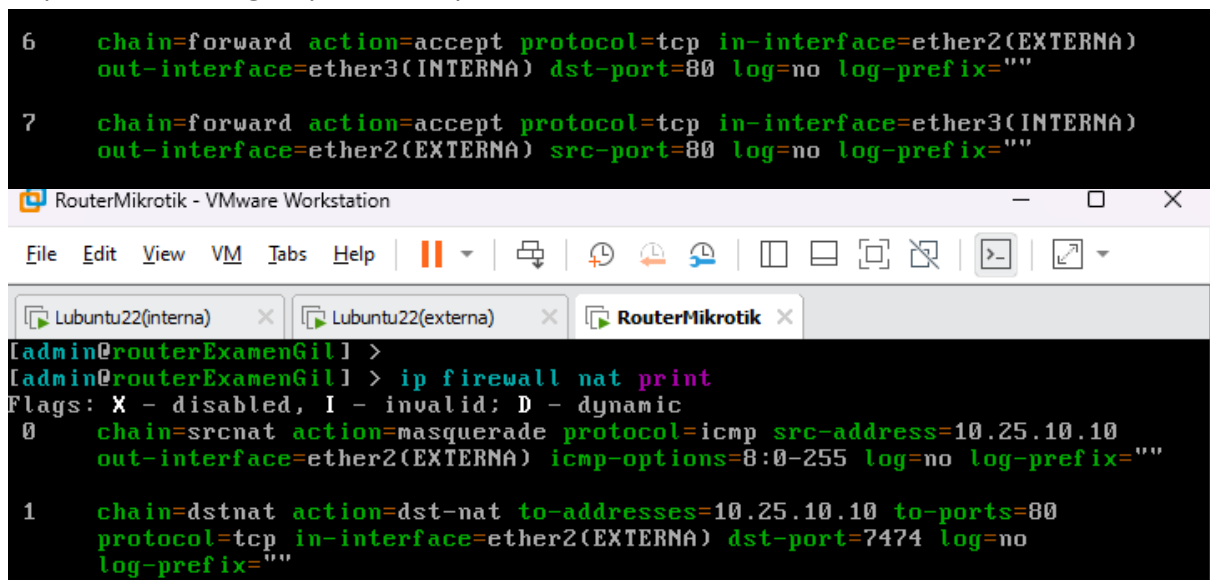 6 chain=forward action=accept protocol=tcp in-interface=ether2(EXTERNA)
out-interface=ether3(INTERNA) dst-port=80 log=no log-prefix=""
7 chain=forward action=accept protocol=tcp in-interface=ether3(INTERNA)
out-interface=ether2(EXTERNA) src-port=80 log=no log-prefix=""
RouterMikrotik - VMware Workstation
File Edit View VM Tabs Help
Lubuntu22(interna) Lubuntu22(externa) RouterMikrotik
[admin@routerExamenGil] >
[admin@routerExamenGil] > ip firewall nat print
Flags: X - disabled, I - invalid; D - dynamic
0 chain=srcnat action=masquerade protocol=icmp src-address=10.25.10.10
out-interface=ether2(EXTERNA) icmp-options=8:0-255 log=no log-prefix=""
1 chain=dstnat action=dst-nat to-addresses=10.25.10.10 to-ports=80
protocol=tcp in-interface=ether2(EXTERNA) dst-port=7474 log=no
log-prefix=""